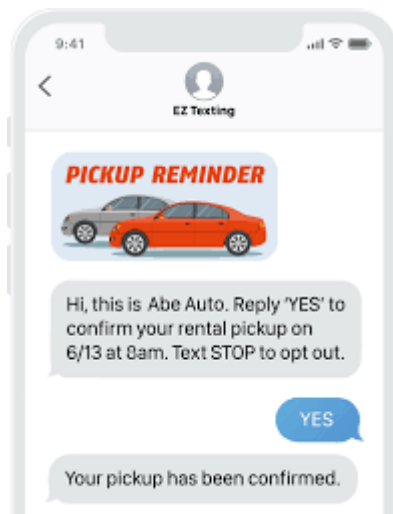 9:41
EZ Texting
PICKUP REMINDER
Hi, this is Abe Auto. Reply ‘YES’ to
confirm your rental pickup on
6/13 at 8am. Text STOP to opt out.
YES
Your pickup has been confirmed.